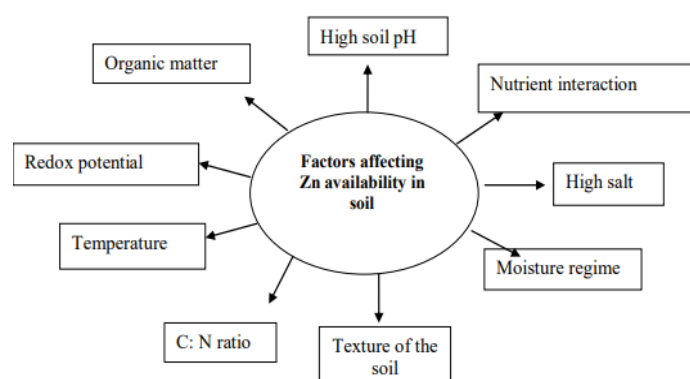 High soil pH
Organic matter
Nutrient interaction
Factors affecting
Zn availability in
soil
Redox potential
High salt
Temperature
Moisture regime
C: N ratio
Texture of the
soil